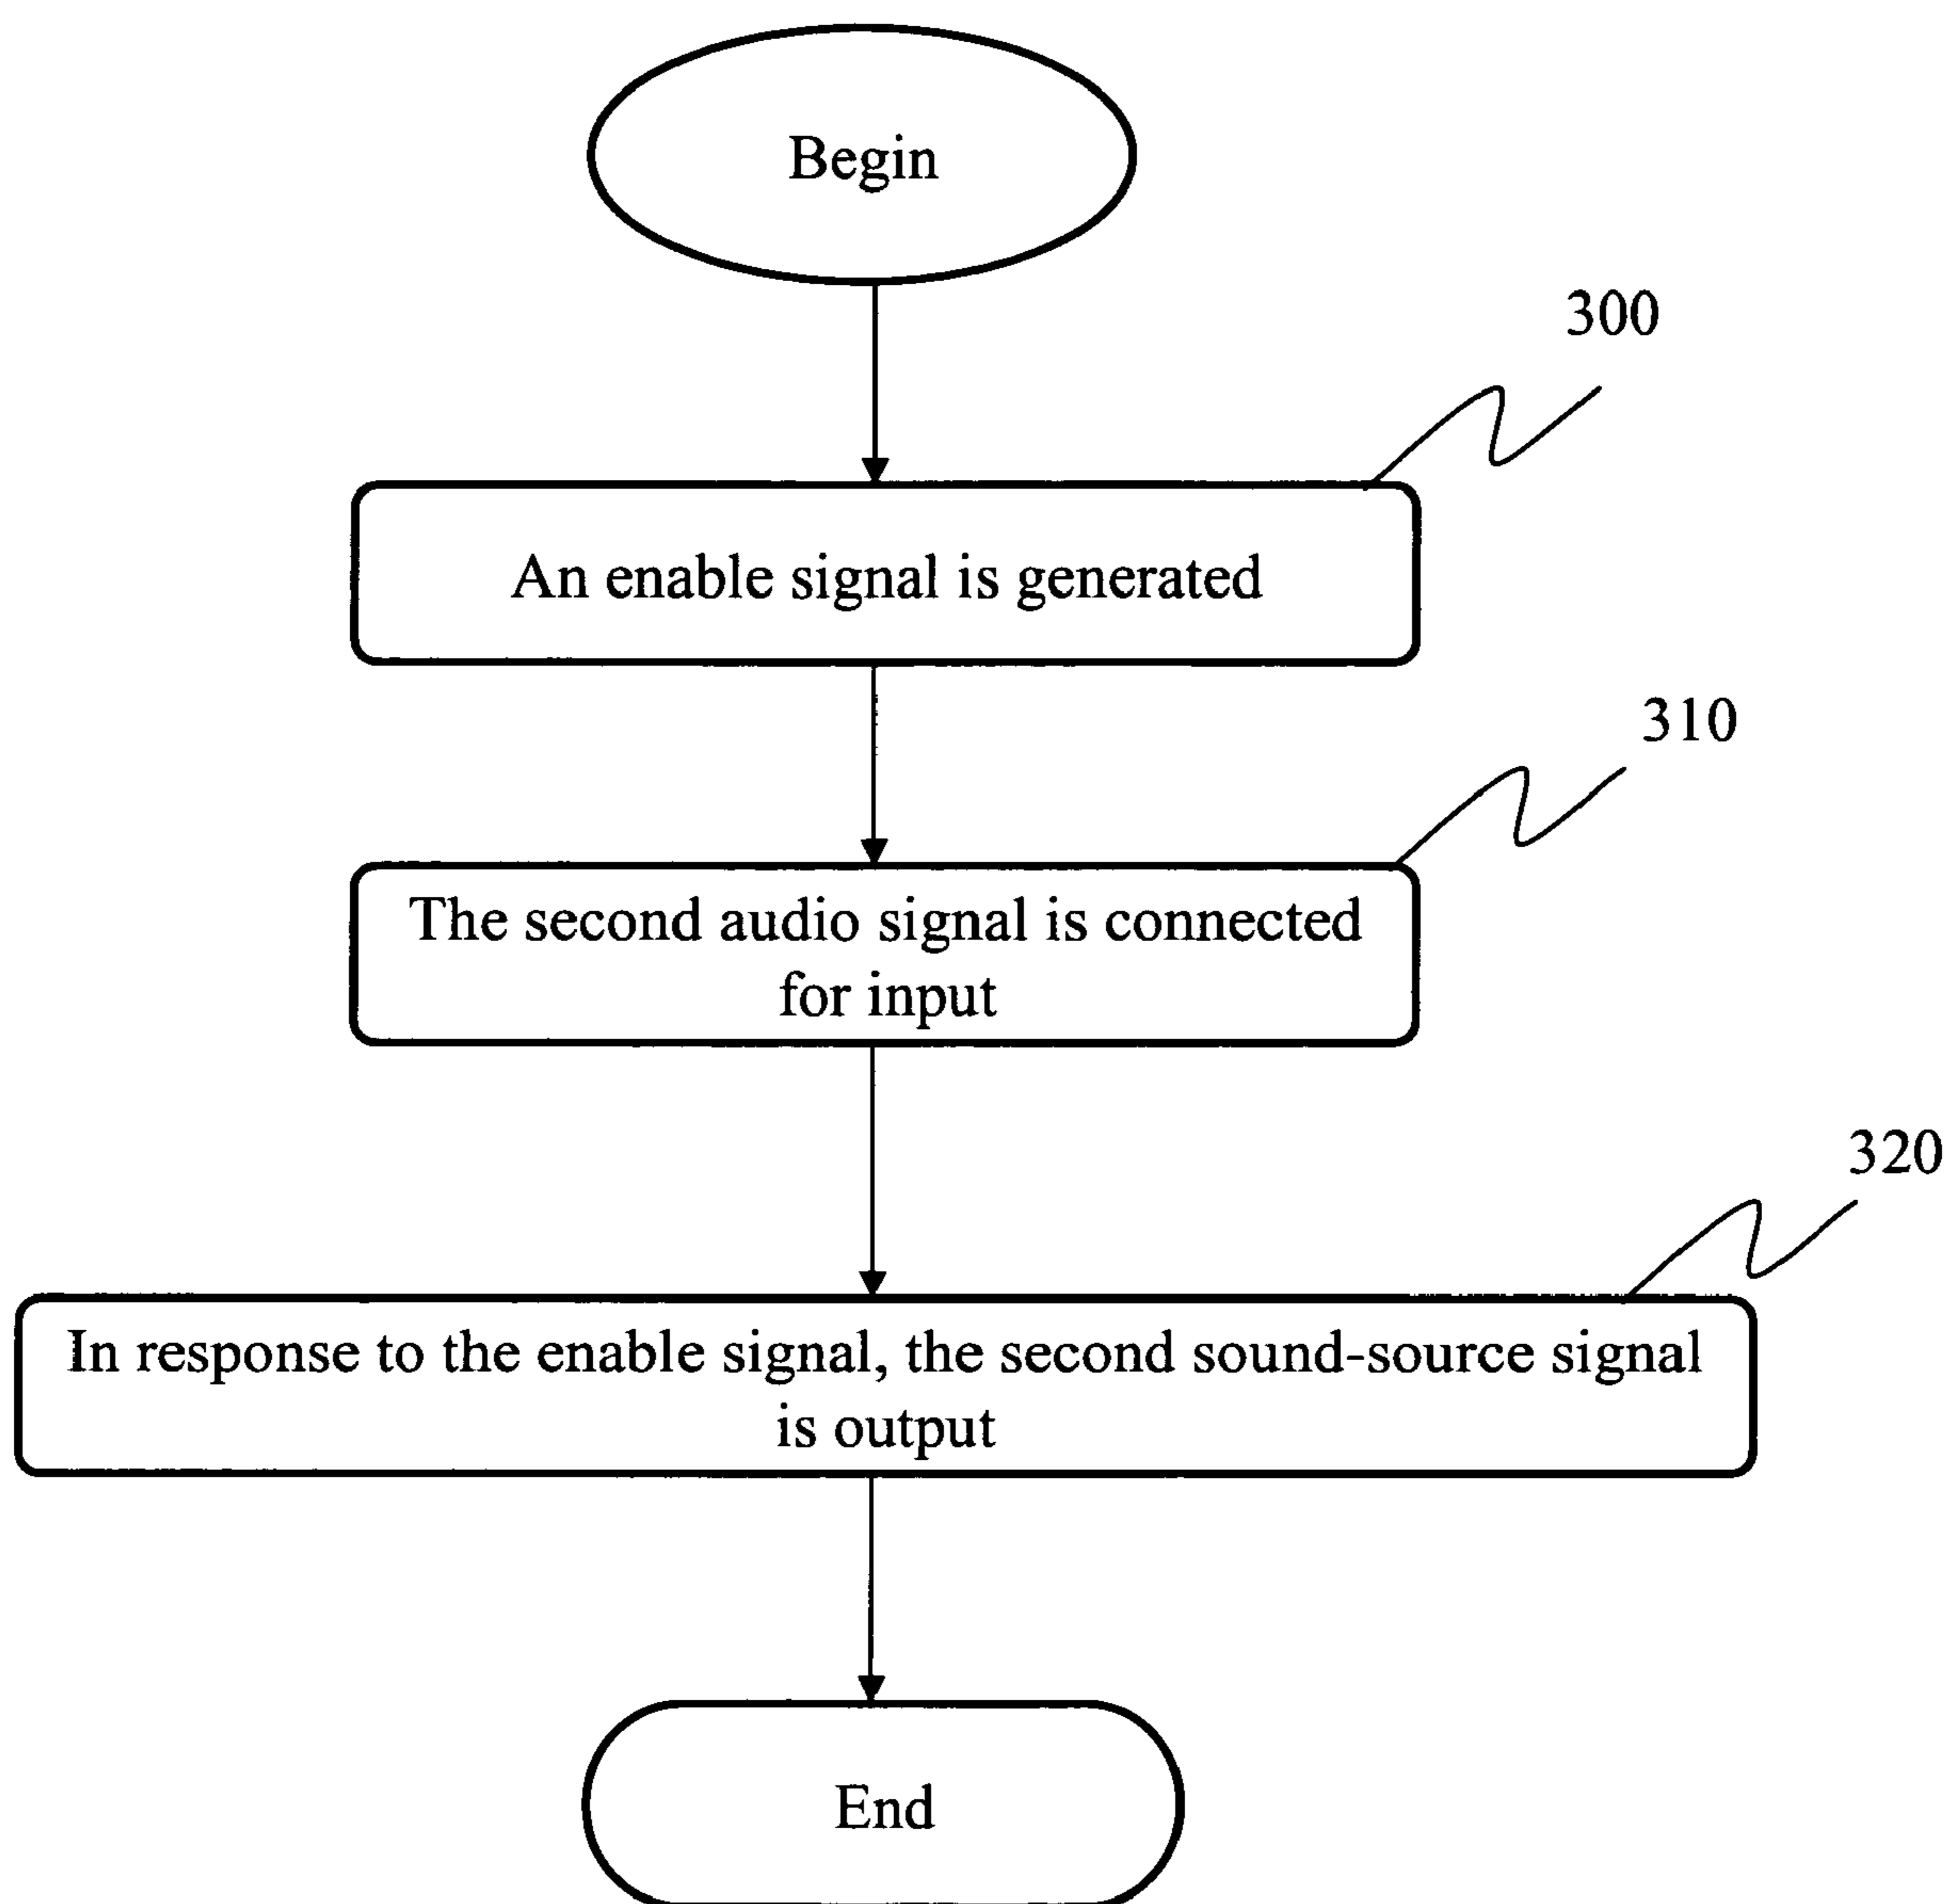 Begin
300
An enable signal is generated
310
The second audio signal is connected
for input
320
In response to the enable signal, the second sound-source signal
is output
End